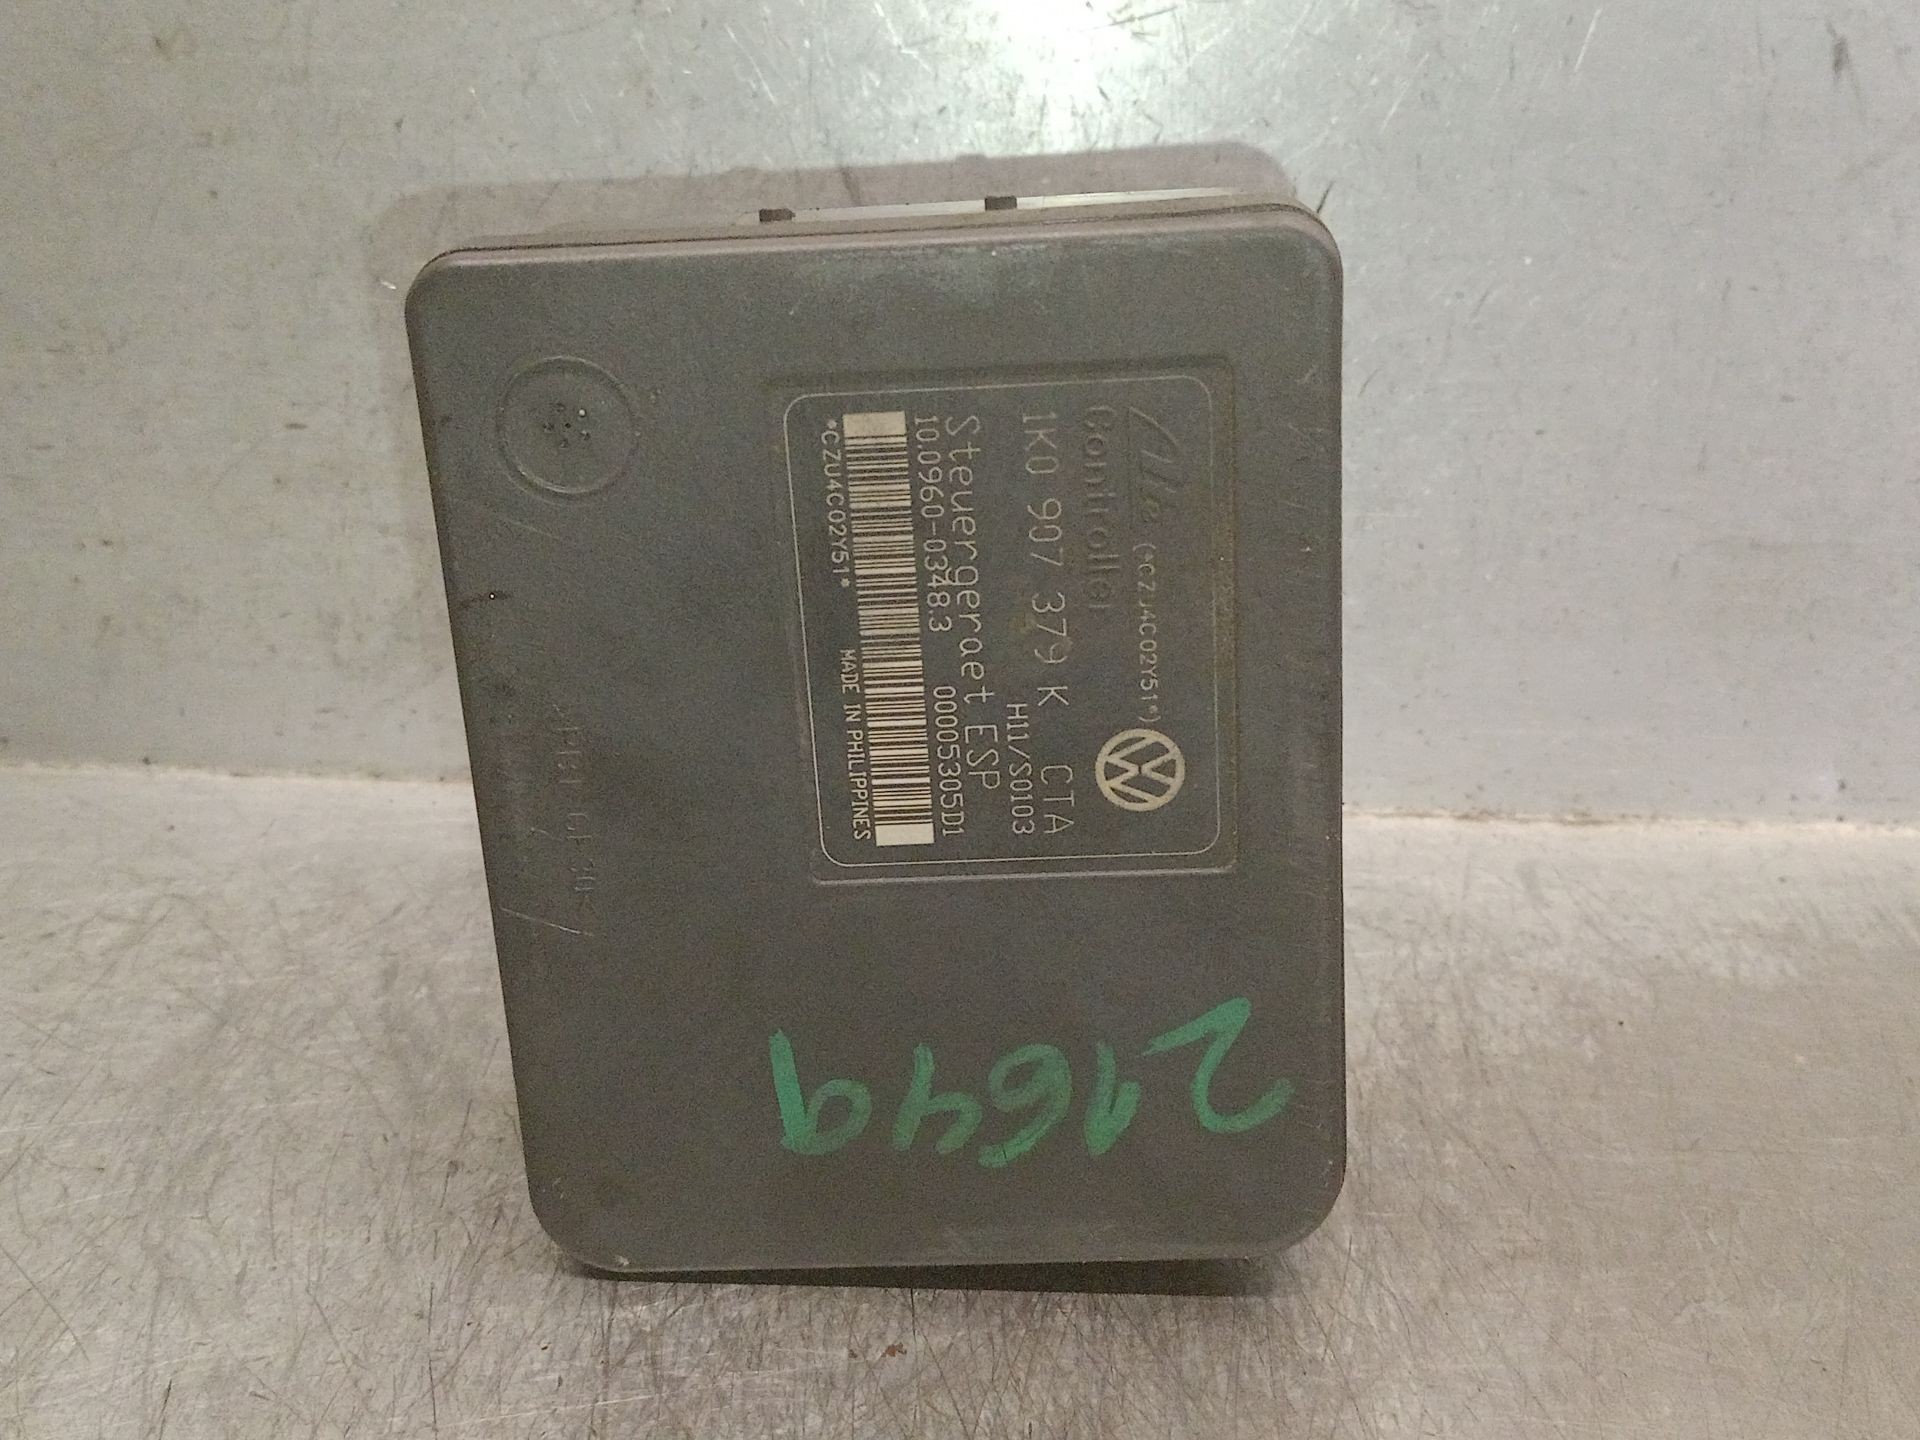 Ate (*CZU4C02Y51*)
Controller
1K0 907 379 K CTA
H11/S0103
Steuergeraet ESP
10.0960-0348.3 00005305D1
*CZU4C02Y51* MADE IN PHILIPPINES
21649